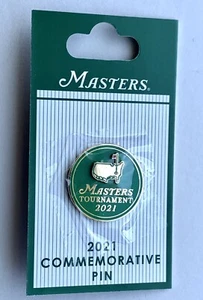 MASTERS®
MASTERS
TOURNAMENT
2021
2021
COMMEMORATIVE
PIN